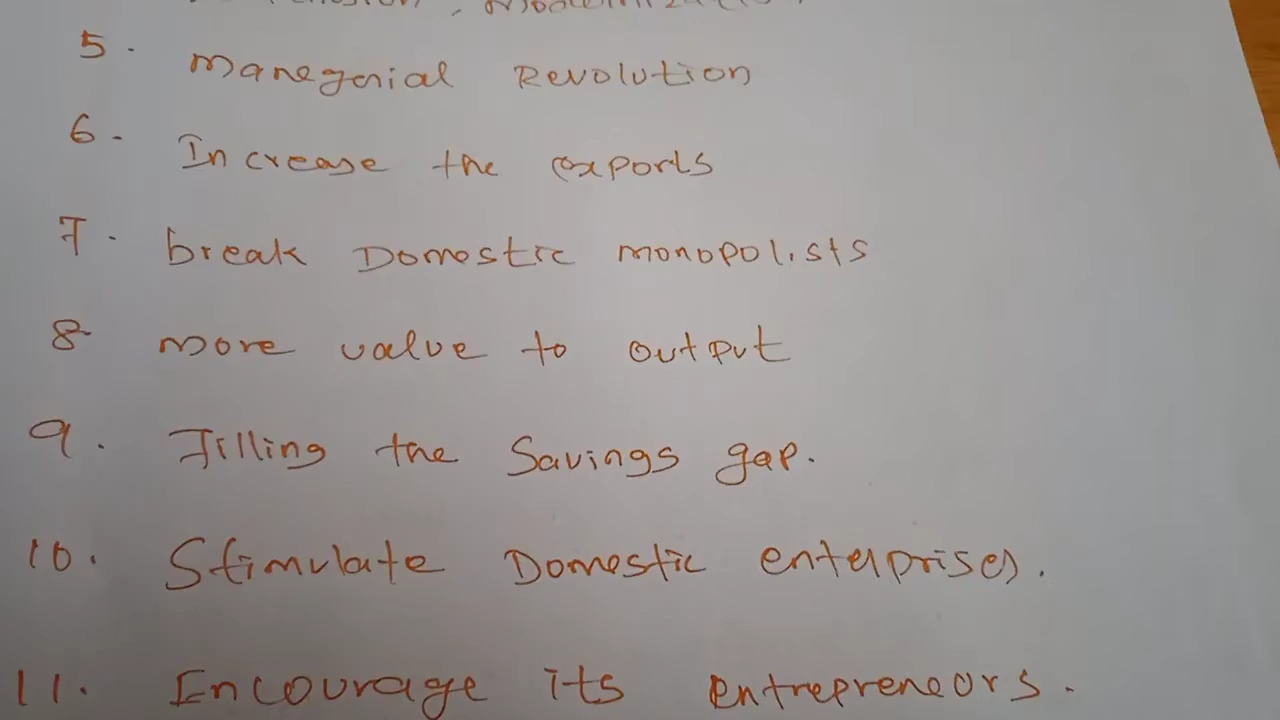 5. Manegerial Revolution
6. Increase the exports
7. break Domestic monopolists
8 more value to output
9. Filling the Savings gap.
10. Stimulate Domestic enterprises.
11. Encourage its entrepreneurs.